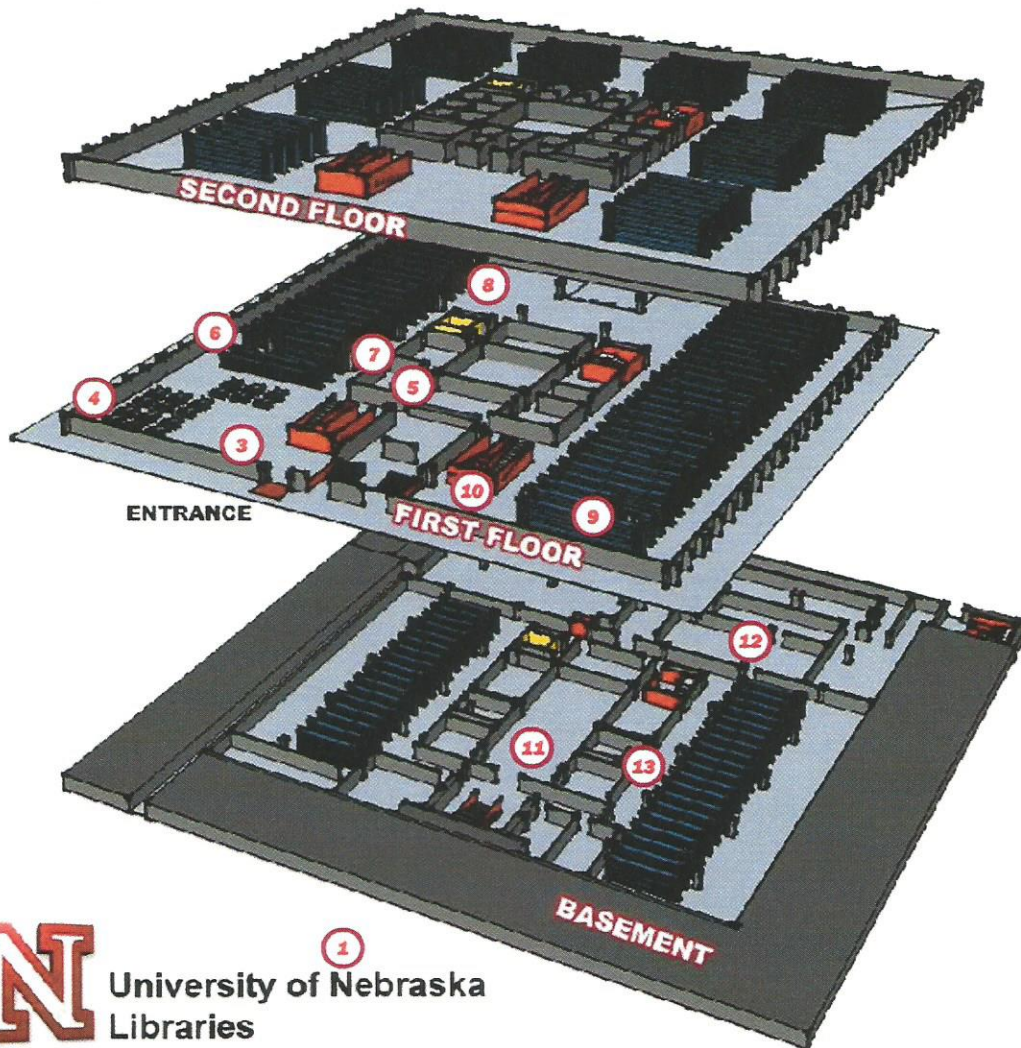 SECOND FLOOR
8
6
7
5
4
3
10
9
ENTRANCE
FIRST FLOOR
12
11
13
BASEMENT
1
N University of Nebraska
Libraries